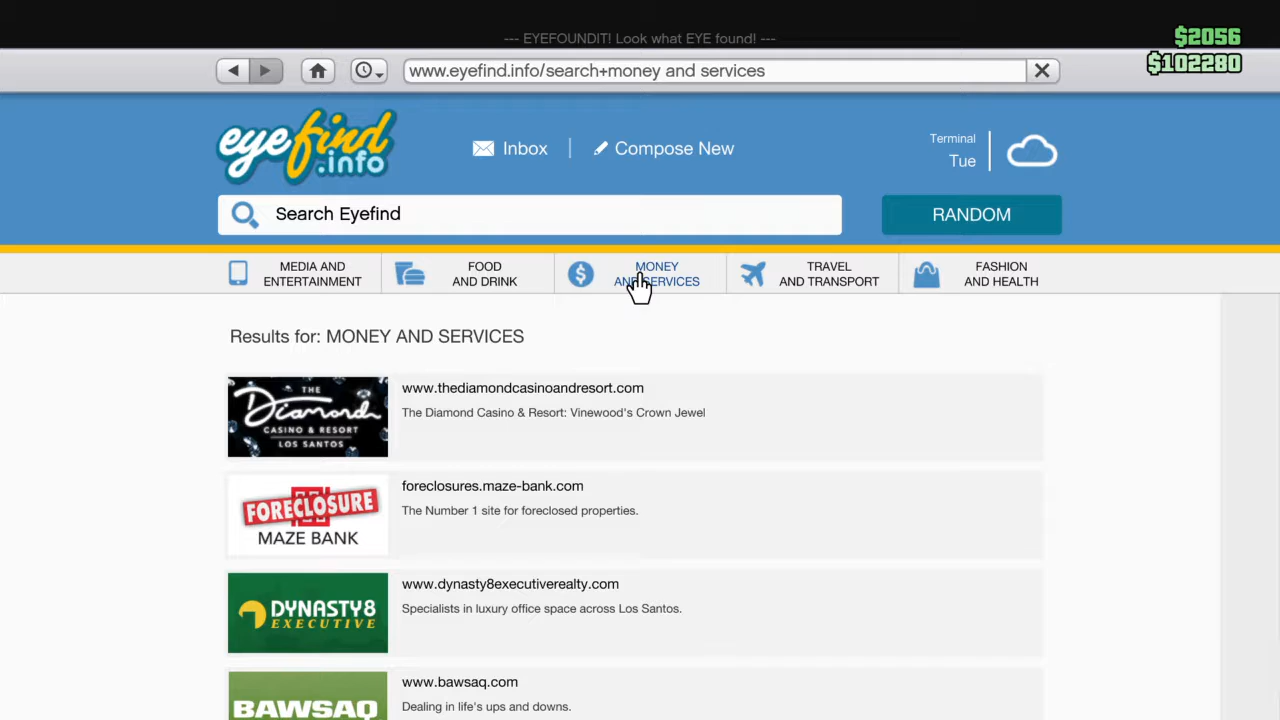 --- EYEFOUNDIT! Look what EYE found! ---
$2056
$102280
www.eyefind.info/search+money and services
eyefind
.info
Inbox
Compose New
Terminal
Tue
Search Eyefind
RANDOM
MEDIA AND
ENTERTAINMENT
FOOD
AND DRINK
MONEY
AND SERVICES
TRAVEL
AND TRANSPORT
FASHION
AND HEALTH
Results for: MONEY AND SERVICES
THE
Diamond
CASINO & RESORT
LOS SANTOS
www.thediamondcasinoandresort.com
The Diamond Casino & Resort: Vinewood's Crown Jewel
FORECLOSURE
MAZE BANK
foreclosures.maze-bank.com
The Number 1 site for foreclosed properties.
DYNASTY8
EXECUTIVE
www.dynasty8executiverealty.com
Specialists in luxury office space across Los Santos.
BAWSAQ
www.bawsaq.com
Dealing in life's ups and downs.